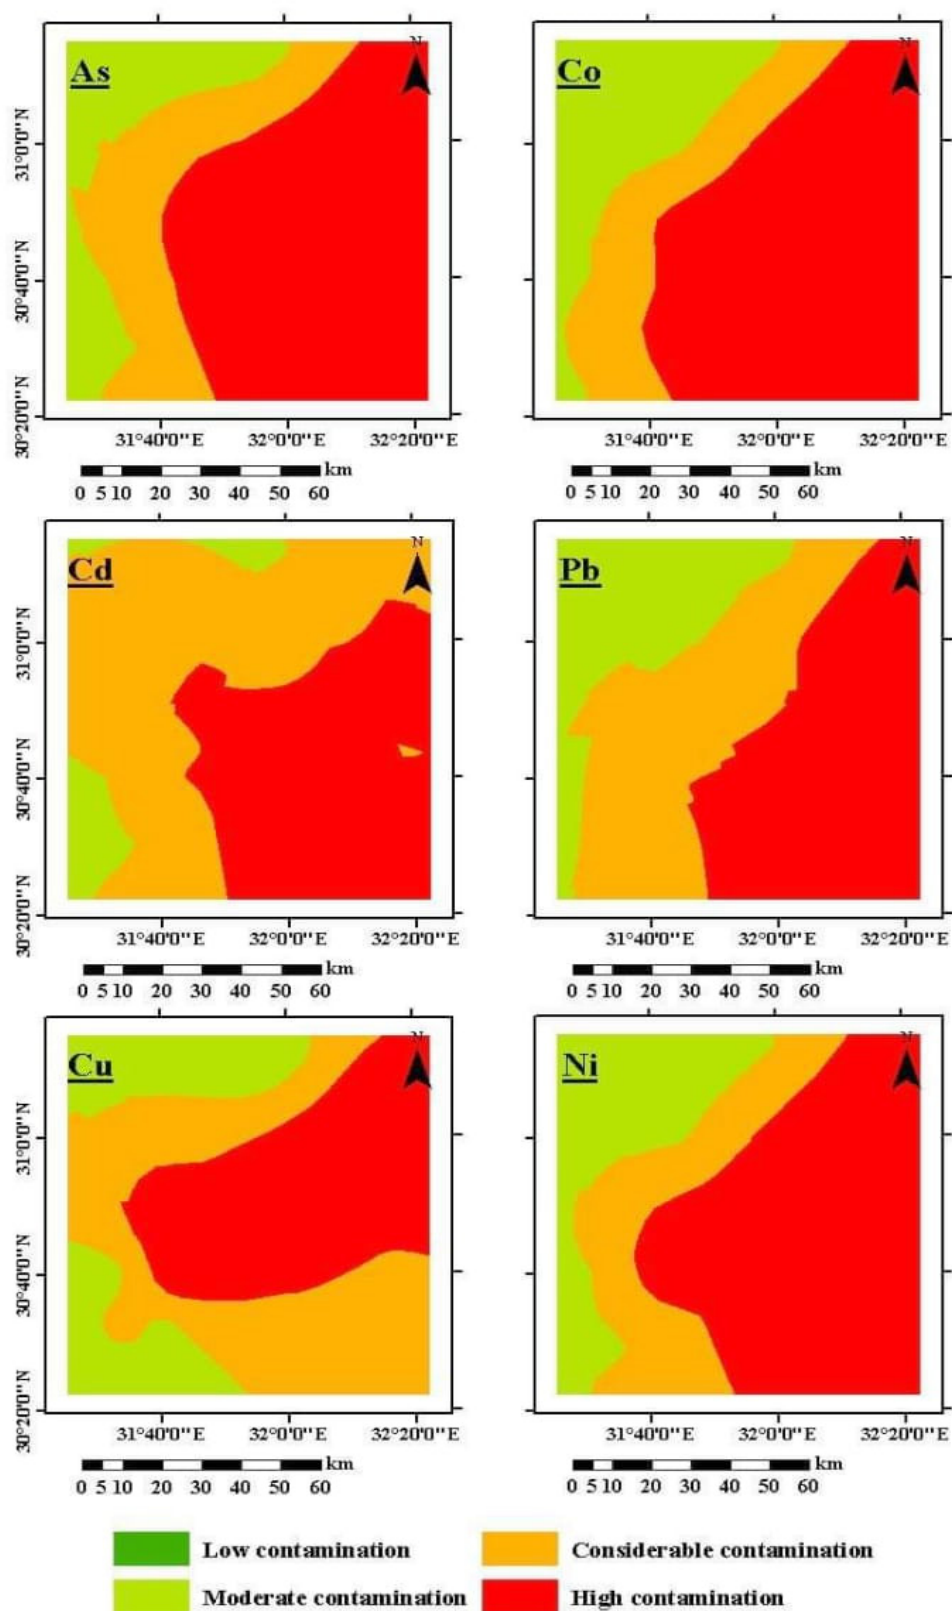 As
N
Co
N
31°0'0"N
30°40'0"N
30°20'0"N
31°40'0"E 32°0'0"E 32°20'0"E
31°40'0"E 32°0'0"E 32°20'0"E
km
0 5 10 20 30 40 50 60
km
0 5 10 20 30 40 50 60
Cd
N
Pb
N
31°0'0"N
30°40'0"N
30°20'0"N
31°40'0"E 32°0'0"E 32°20'0"E
31°40'0"E 32°0'0"E 32°20'0"E
km
0 5 10 20 30 40 50 60
km
0 5 10 20 30 40 50 60
Cu
N
Ni
N
31°0'0"N
30°40'0"N
30°20'0"N
31°40'0"E 32°0'0"E 32°20'0"E
31°40'0"E 32°0'0"E 32°20'0"E
km
0 5 10 20 30 40 50 60
km
0 5 10 20 30 40 50 60
Low contamination
Considerable contamination
Moderate contamination
High contamination